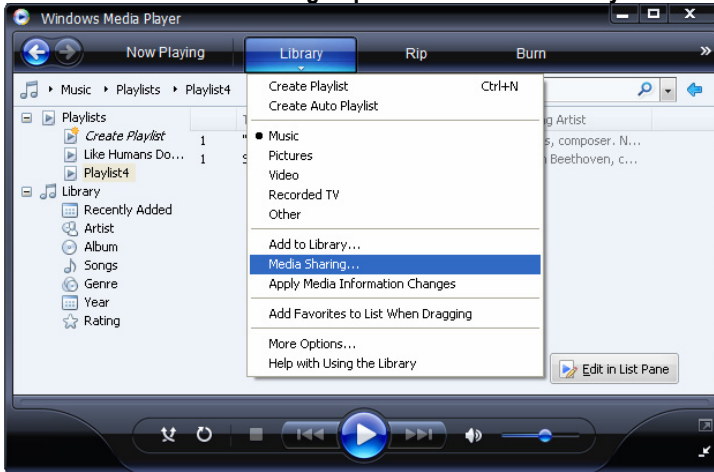 Windows Media Player
Now Playing
Library
Rip
Burn
»
Music
Playlists
Playlist4
Playlists
Create Playlist
Like Humans Do...
Playlist4
Library
Recently Added
Artist
Album
Songs
Genre
Year
Rating
1
1
Create Playlist Ctrl+N
Create Auto Playlist
Music
Pictures
Video
Recorded TV
Other
Add to Library...
Media Sharing...
Apply Media Information Changes
Add Favorites to List When Dragging
More Options...
Help with Using the Library
Artist
composer. N...
Beethoven, c...
Edit in List Pane